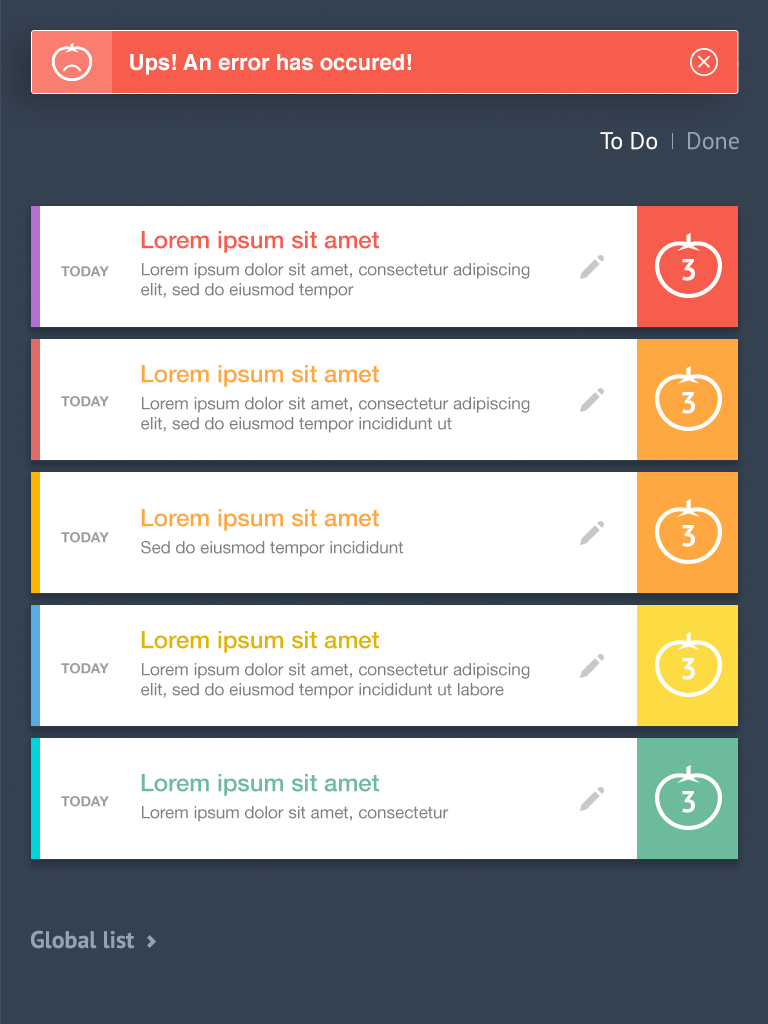 Ups! An error has occured!
To Do | Done
Lorem ipsum sit amet
TODAY
Lorem ipsum dolor sit amet, consectetur adipiscing
elit, sed do eiusmod tempor
3
Lorem ipsum sit amet
TODAY
Lorem ipsum dolor sit amet, consectetur adipiscing
elit, sed do eiusmod tempor incididunt ut
3
Lorem ipsum sit amet
TODAY
Sed do eiusmod tempor incididunt
3
Lorem ipsum sit amet
TODAY
Lorem ipsum dolor sit amet, consectetur adipiscing
elit, sed do eiusmod tempor incididunt ut labore
3
Lorem ipsum sit amet
TODAY
Lorem ipsum dolor sit amet, consectetur
3
Global list